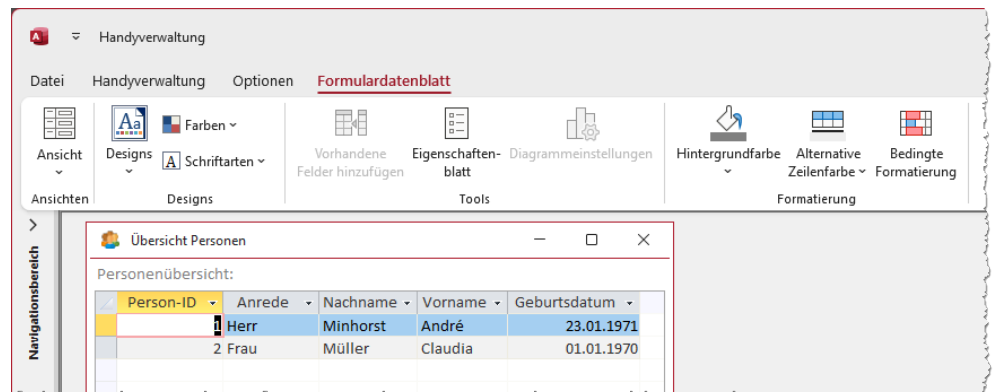 Handyverwaltung
Datei Handyverwaltung Optionen Formulardatenblatt
Ansicht
Designs
Farben
Schriftarten
Vorhandene
Felder hinzufügen
Eigenschaften-
blatt
Diagrammeinstellungen
Hintergrundfarbe
Alternative
Zeilenfarbe
Bedingte
Formatierung
Ansichten Designs Tools Formatierung
Navigationsbereich
Übersicht Personen
Personenübersicht:
Person-ID Anrede Nachname Vorname Geburtsdatum
1 Herr Minhorst André 23.01.1971
2 Frau Müller Claudia 01.01.1970